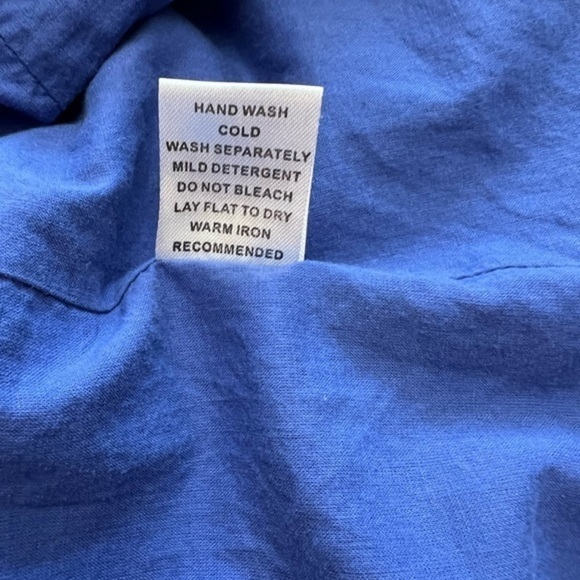 HAND WASH
COLD
WASH SEPARATELY
MILD DETERGENT
DO NOT BLEACH
LAY FLAT TO DRY
WARM IRON
RECOMMENDED